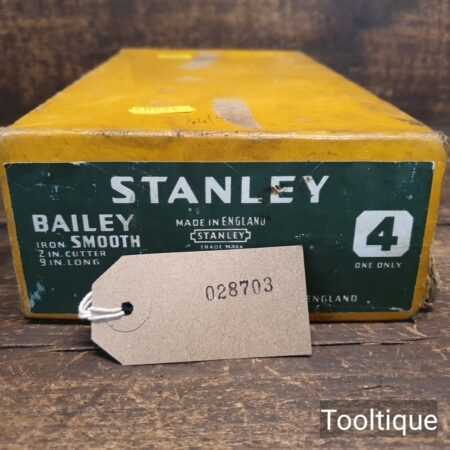 STANLEY
BAILEY
IRON SMOOTH
2 IN. CUTTER
9 IN. LONG
MADE IN ENGLAND
STANLEY
TRADE MARK
4
ONE ONLY
ENGLAND
028703
Tooltique